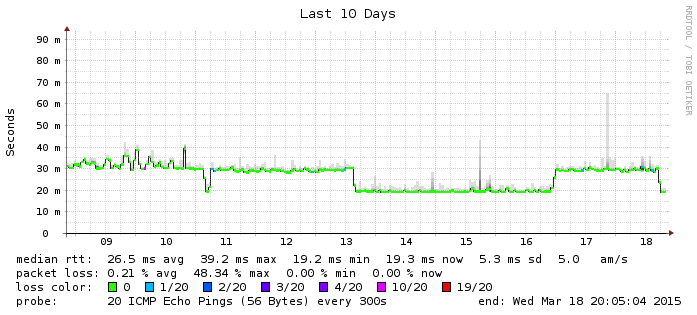 Last 10 Days
RRDTOOL / TOBI OETIKER
Seconds
90 m
80 m
70 m
60 m
50 m
40 m
30 m
20 m
10 m
0
09 10 11 12 13 14 15 16 17 18
median rtt: 26.5 ms avg 39.2 ms max 19.2 ms min 19.3 ms now 5.3 ms sd 5.0 am/s
packet loss: 0.21 % avg 48.34 % max 0.00 % min 0.00 % now
loss color: 0 1/20 2/20 3/20 4/20 10/20 19/20
probe: 20 ICMP Echo Pings (56 Bytes) every 300s end: Wed Mar 18 20:05:04 2015